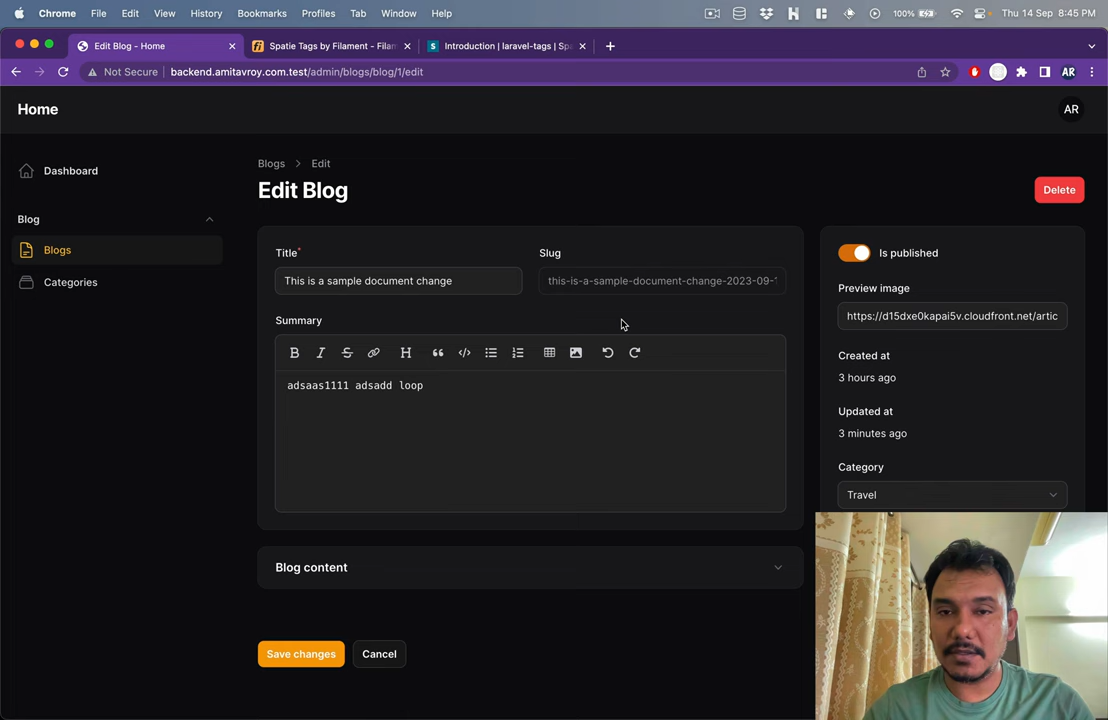 Chrome File Edit View History Bookmarks Profiles Tab Window Help 100% Thu 14 Sep 8:45 PM
Edit Blog - Home Spatie Tags by Filament - Filam Introduction | laravel-tags | Spa
Not Secure backend.amitavroy.com.test/admin/blogs/blog/1/edit AR
Home AR
Dashboard
Blog
Blogs
Categories
Blogs > Edit
Edit Blog
Delete
Title*
Slug
This is a sample document change
this-is-a-sample-document-change-2023-09-1
Summary
B I S H
adsaas1111 adsadd loop
Blog content
Save changes Cancel
Is published
Preview image
https://d15dxe0kapai5v.cloudfront.net/artic
Created at
3 hours ago
Updated at
3 minutes ago
Category
Travel